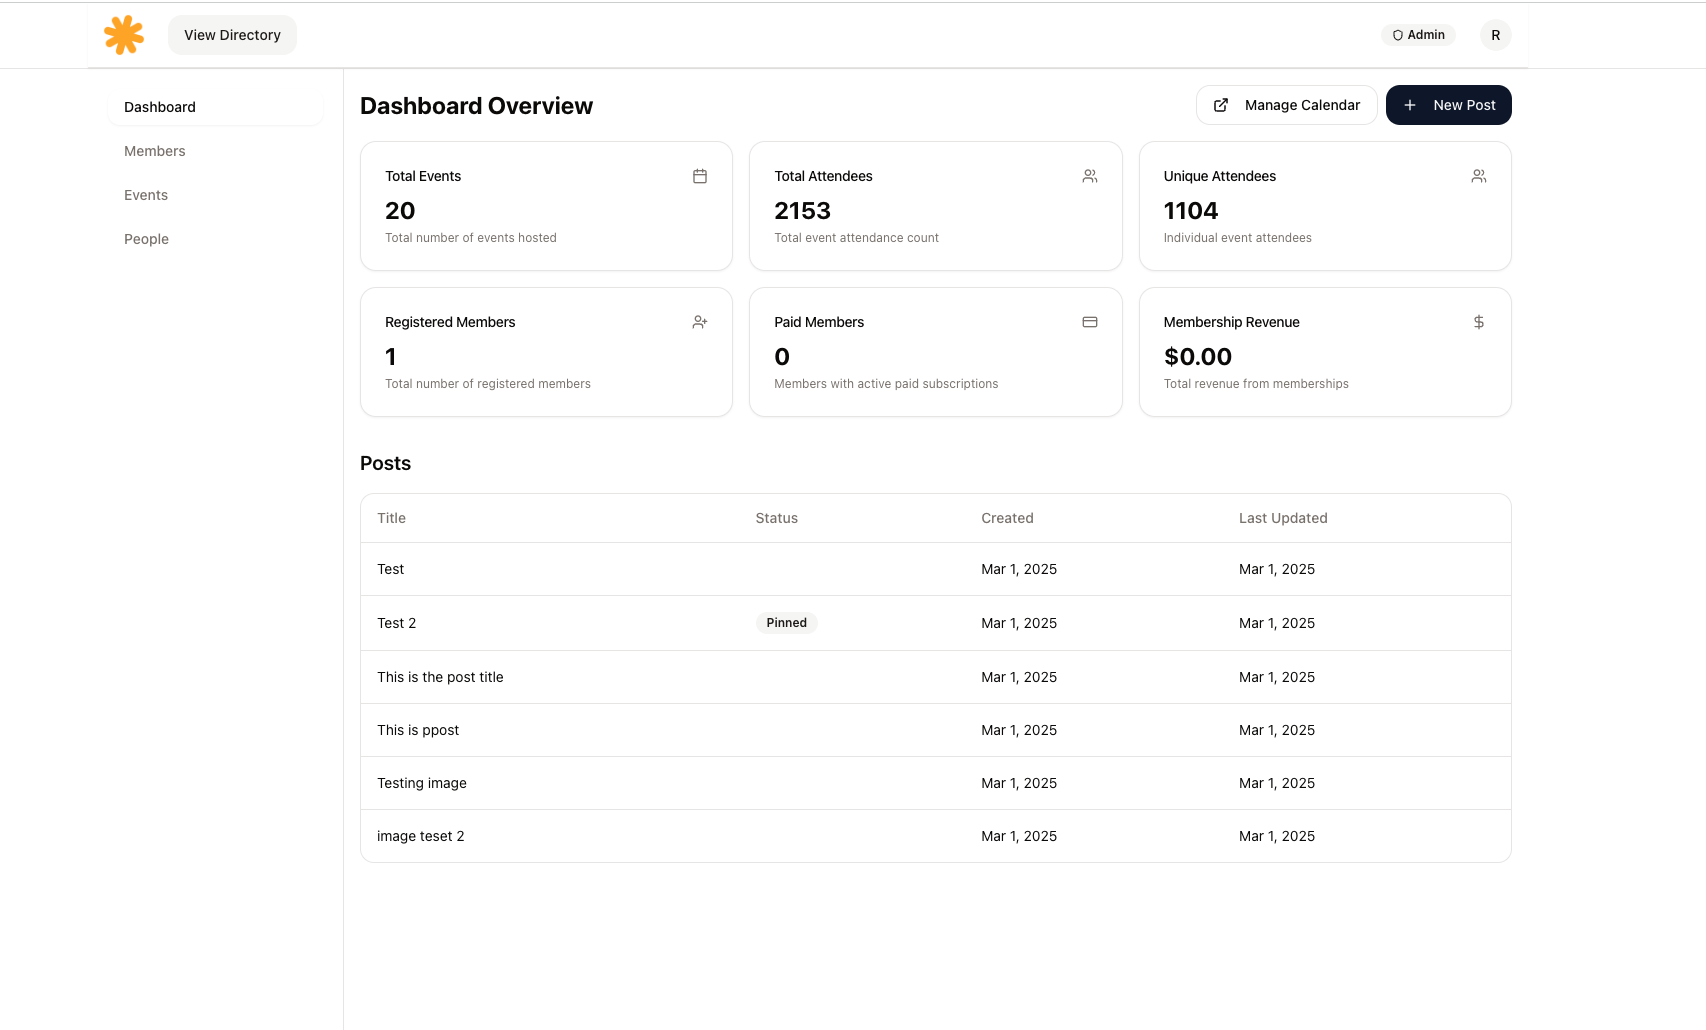 View Directory
Admin
R
Dashboard
Members
Events
People
Dashboard Overview
Manage Calendar
New Post
Total Events
20
Total number of events hosted
Total Attendees
2153
Total event attendance count
Unique Attendees
1104
Individual event attendees
Registered Members
1
Total number of registered members
Paid Members
0
Members with active paid subscriptions
Membership Revenue
$0.00
Total revenue from memberships
Posts
Title Status Created Last Updated
Test Mar 1, 2025 Mar 1, 2025
Test 2 Pinned Mar 1, 2025 Mar 1, 2025
This is the post title Mar 1, 2025 Mar 1, 2025
This is ppost Mar 1, 2025 Mar 1, 2025
Testing image Mar 1, 2025 Mar 1, 2025
image teset 2 Mar 1, 2025 Mar 1, 2025